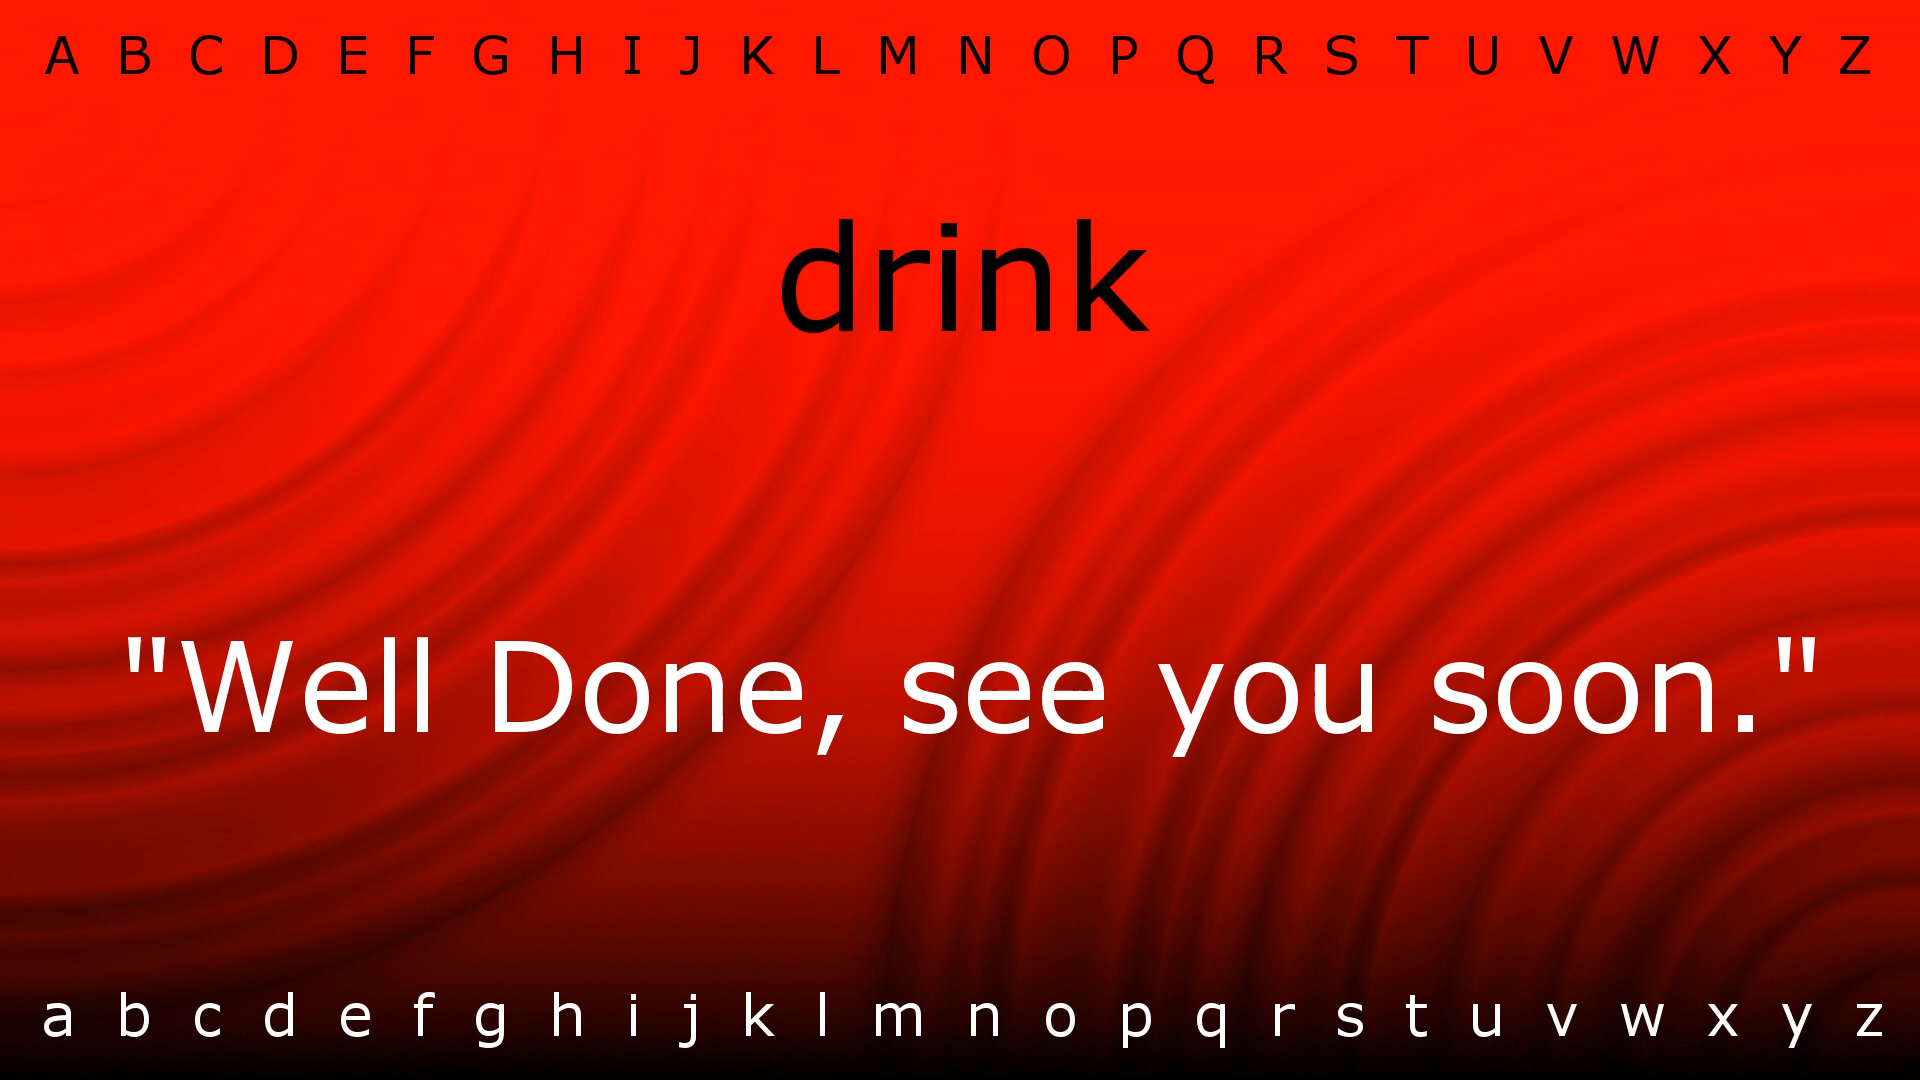 A B C D E F G H I J K L M N O P Q R S T U V W X Y Z
drink
"Well Done, see you soon."
a b c d e f g h i j k l m n o p q r s t u v w x y z